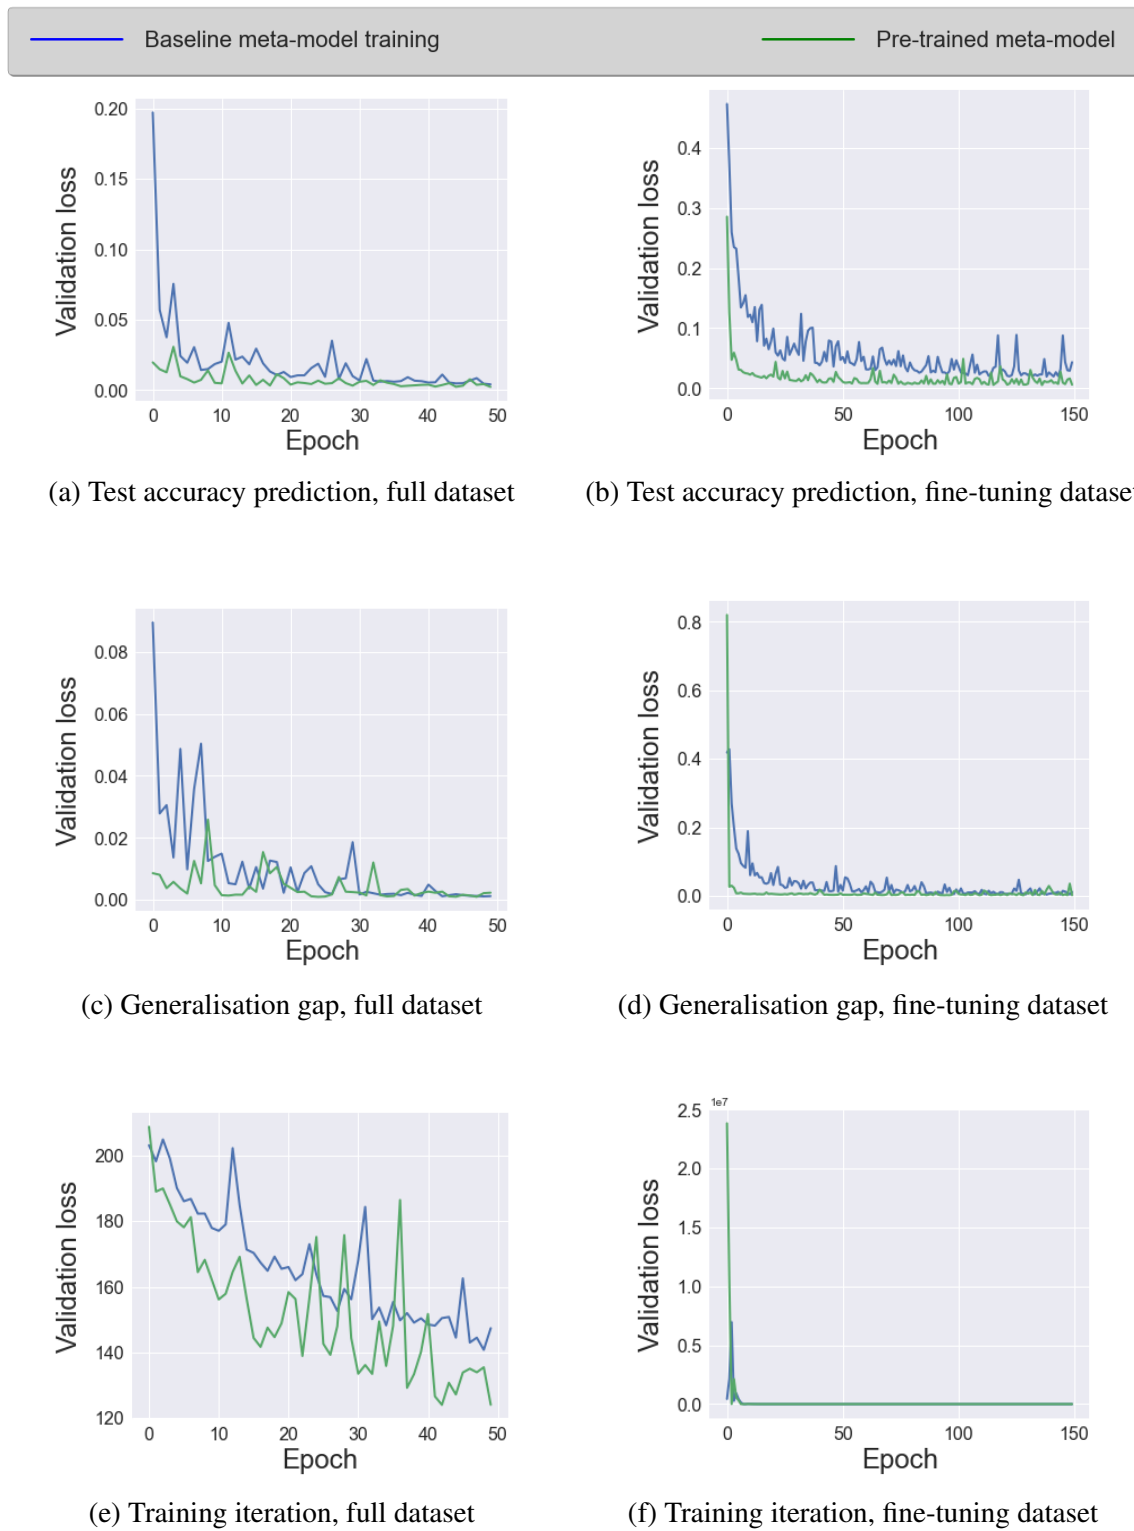 Baseline meta-model training
Pre-trained meta-model
0.20
0.15
0.10
0.05
0.00
Validation loss
0 10 20 30 40 50
Epoch
(a) Test accuracy prediction, full dataset
0.4
0.3
0.2
0.1
0.0
Validation loss
0 50 100 150
Epoch
(b) Test accuracy prediction, fine-tuning datase
0.08
0.06
0.04
0.02
0.00
Validation loss
0 10 20 30 40 50
Epoch
(c) Generalisation gap, full dataset
0.8
0.6
0.4
0.2
0.0
Validation loss
0 50 100 150
Epoch
(d) Generalisation gap, fine-tuning dataset
200
180
160
140
120
Validation loss
0 10 20 30 40 50
Epoch
(e) Training iteration, full dataset
1e7
2.5
2.0
1.5
1.0
0.5
0.0
Validation loss
0 50 100 150
Epoch
(f) Training iteration, fine-tuning dataset